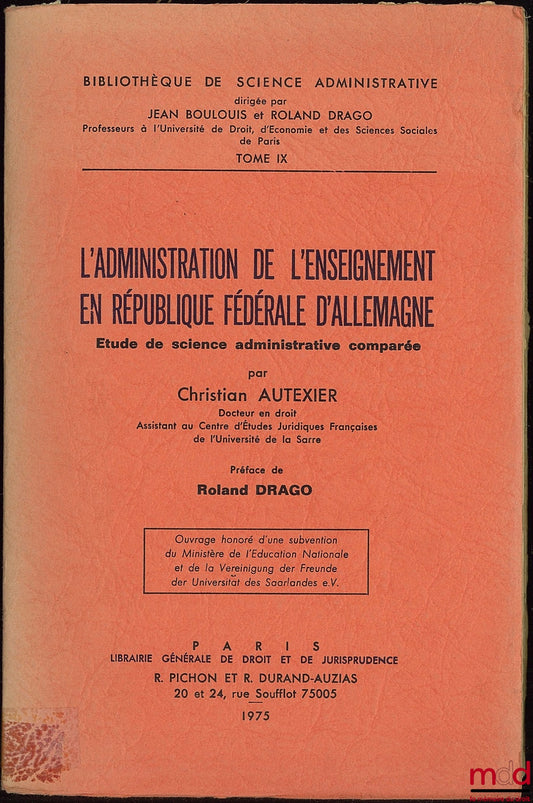 BIBLIOTHÈQUE DE SCIENCE ADMINISTRATIVE
dirigée par
JEAN BOULOUIS et ROLAND DRAGO
Professeurs à l'Université de Droit, d'Economie et des Sciences Sociales
de Paris
TOME IX
L'ADMINISTRATION DE L'ENSEIGNEMENT
EN RÉPUBLIQUE FÉDÉRALE D'ALLEMAGNE
Etude de science administrative comparée
par
Christian AUTEXIER
Docteur en droit
Assistant au Centre d'Études Juridiques Françaises
de l'Université de la Sarre
Préface de
Roland DRAGO
Ouvrage honoré d'une subvention
du Ministère de l'Education Nationale
et de la Vereinigung der Freunde
der Universität des Saarlandes e.V.
PARIS
LIBRAIRIE GÉNÉRALE DE DROIT ET DE JURISPRUDENCE
R. PICHON ET R. DURAND-AUZIAS
20 et 24, rue Soufflot 75005
1975
mdd